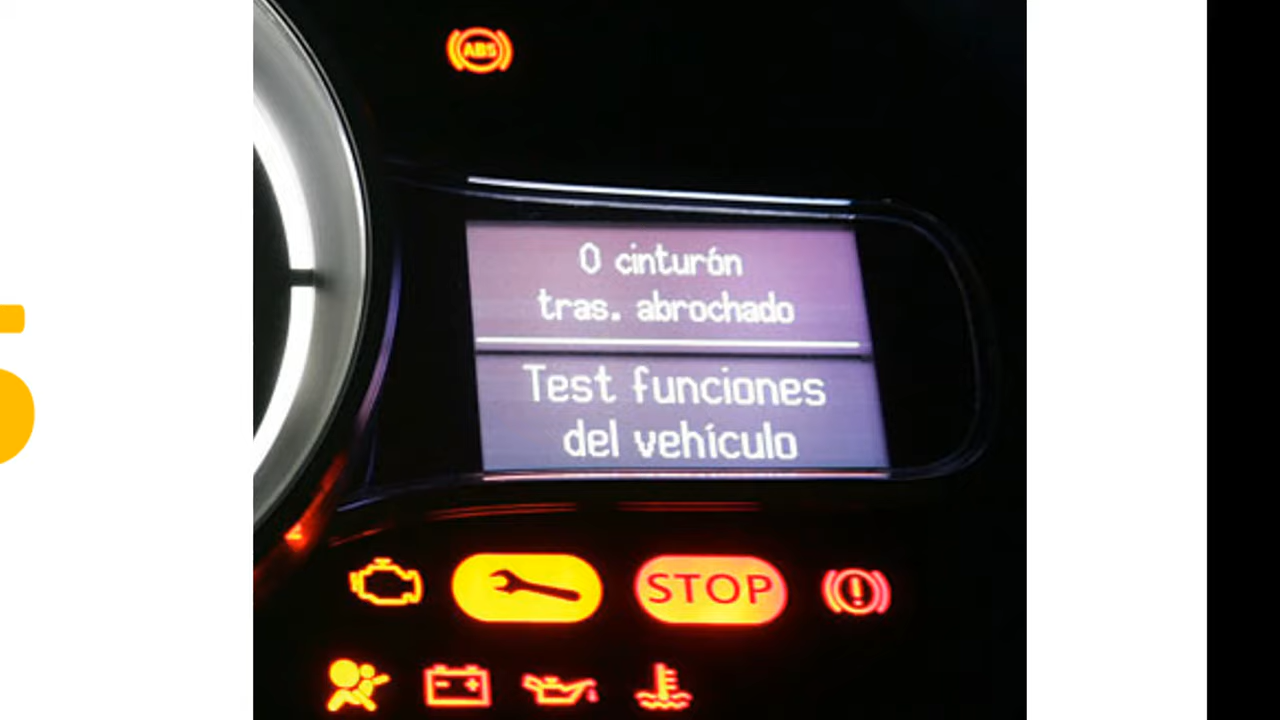 ABS
0 cinturón
tras. abrochado
Test funciones
del vehículo
STOP